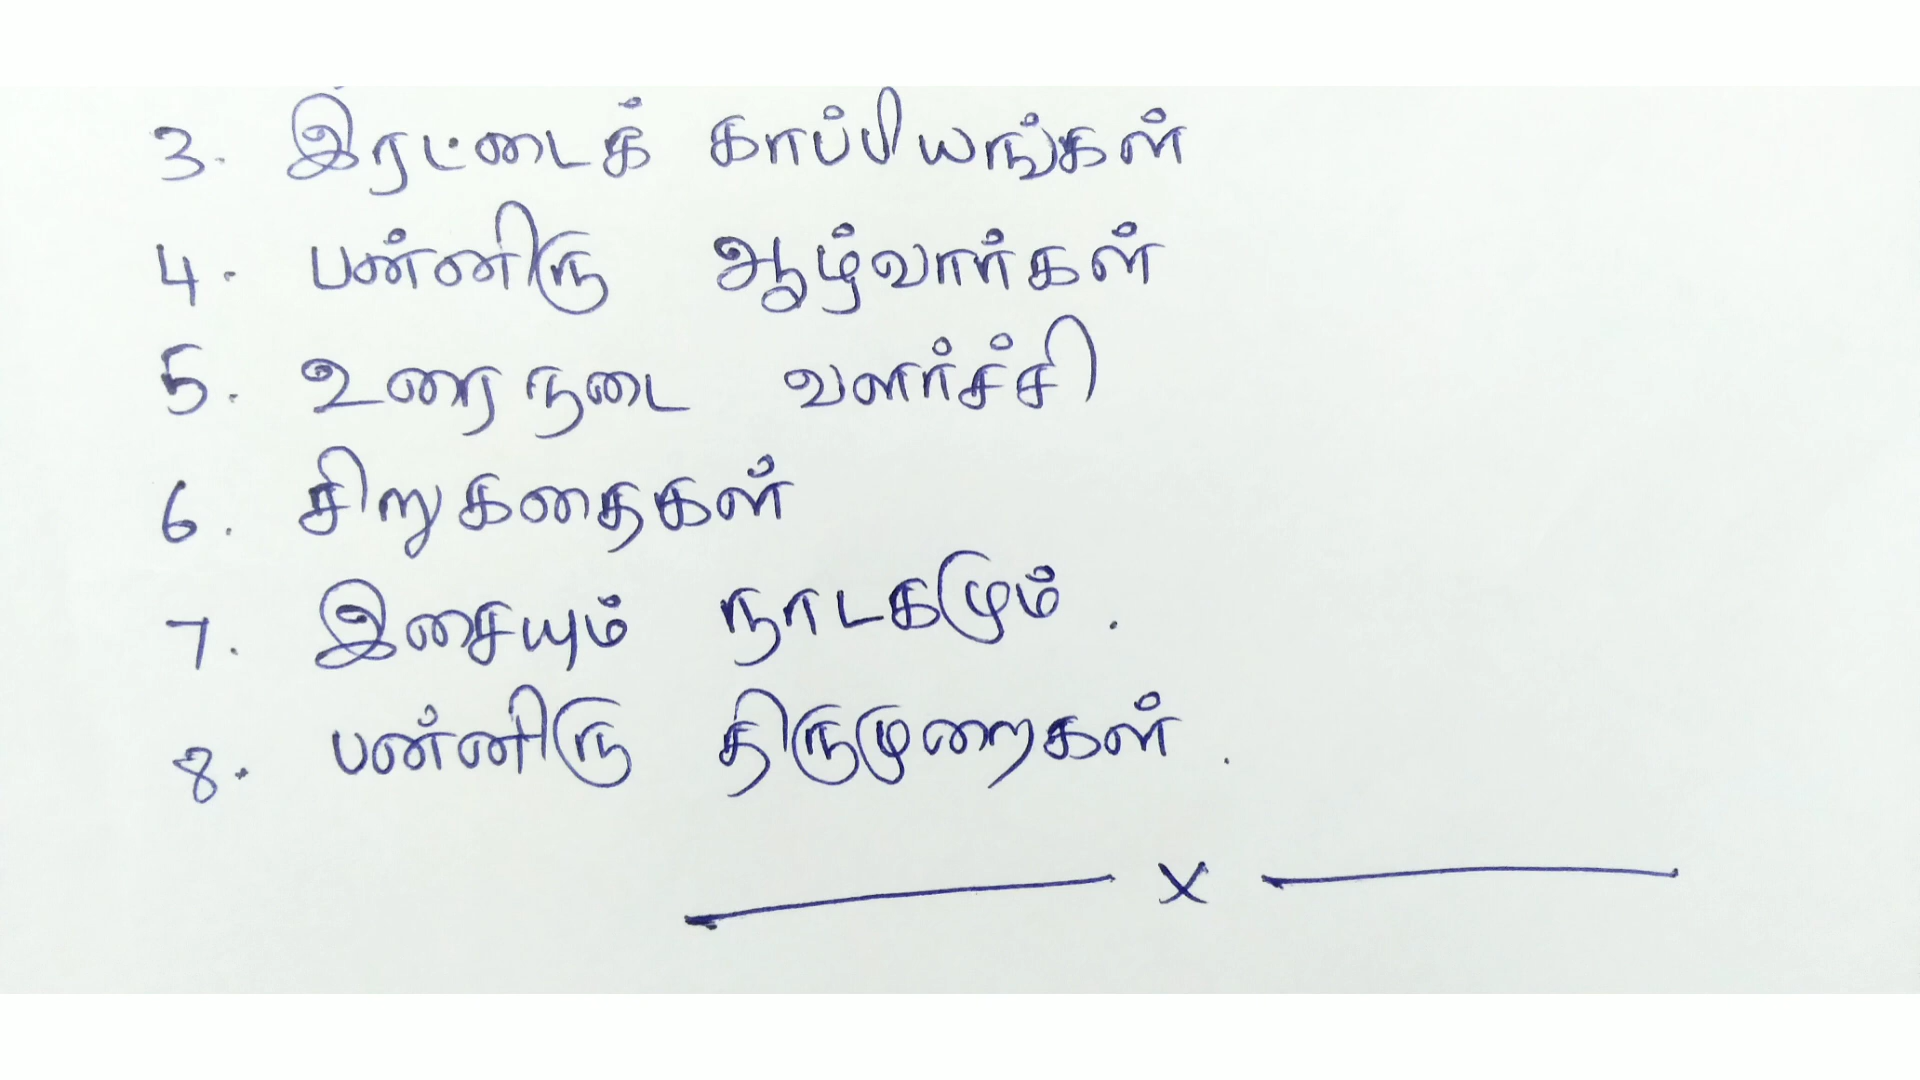 3. இரட்டைக் காப்பியங்கள்
4. பன்னிரு ஆழ்வார்கள்
5. உரைநடை வளர்ச்சி
6. சிறுகதைகள்
7. இசையும் நாடகமும்.
8. பன்னிரு திருமுறைகள்.
x